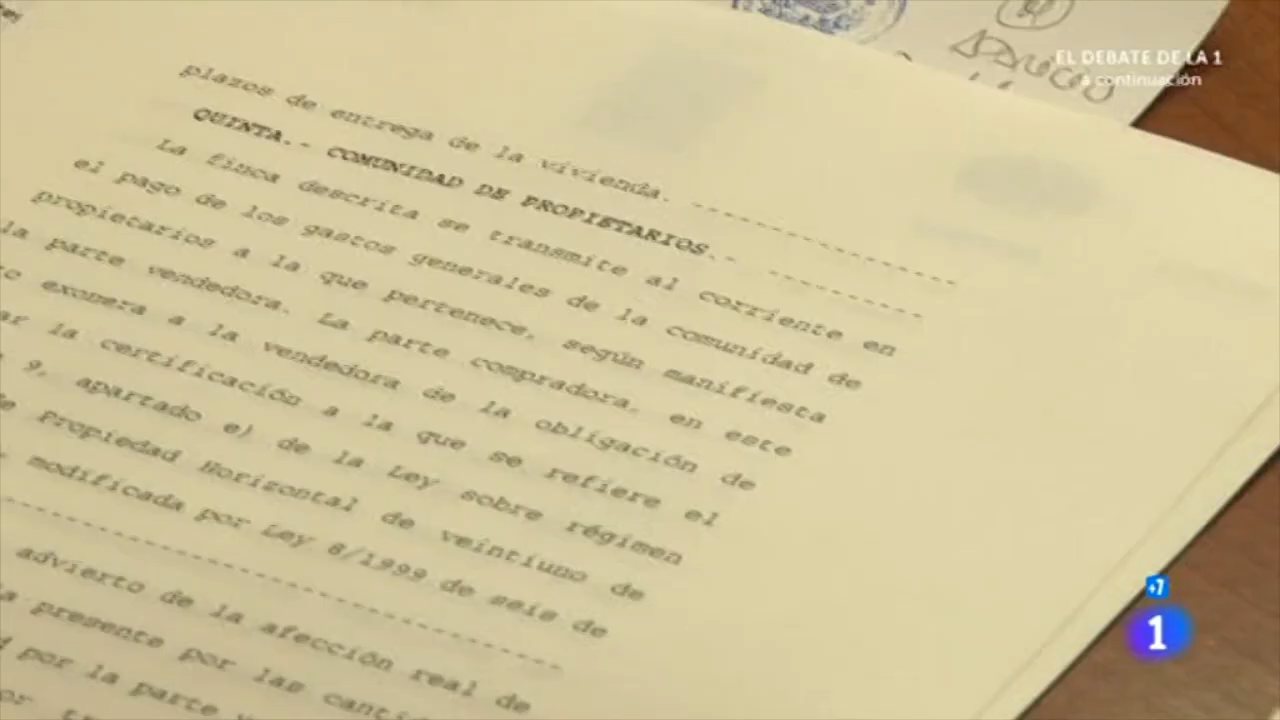 plazos de entrega de la vivienda. --------------------
QUINTA.- COMUNIDAD DE PROPIETARIOS.- ------------
La finca descrita se transmite al corriente en
el pago de los gastos generales de la comunidad de
propietarios a la que pertenece, según manifiesta
la parte vendedora. La parte compradora, en este
exonera a la vendedora de la obligación de
la certificación a la que se refiere el
9, apartado e) de la Ley sobre régimen
Propiedad Horizontal de veintiuno de
modificada por Ley 8/1999 de seis de
--------------------------------------------------
advierto de la afección real de
presente por las
por la parte
EL DEBATE DE LA 1
a continuación
+7
1